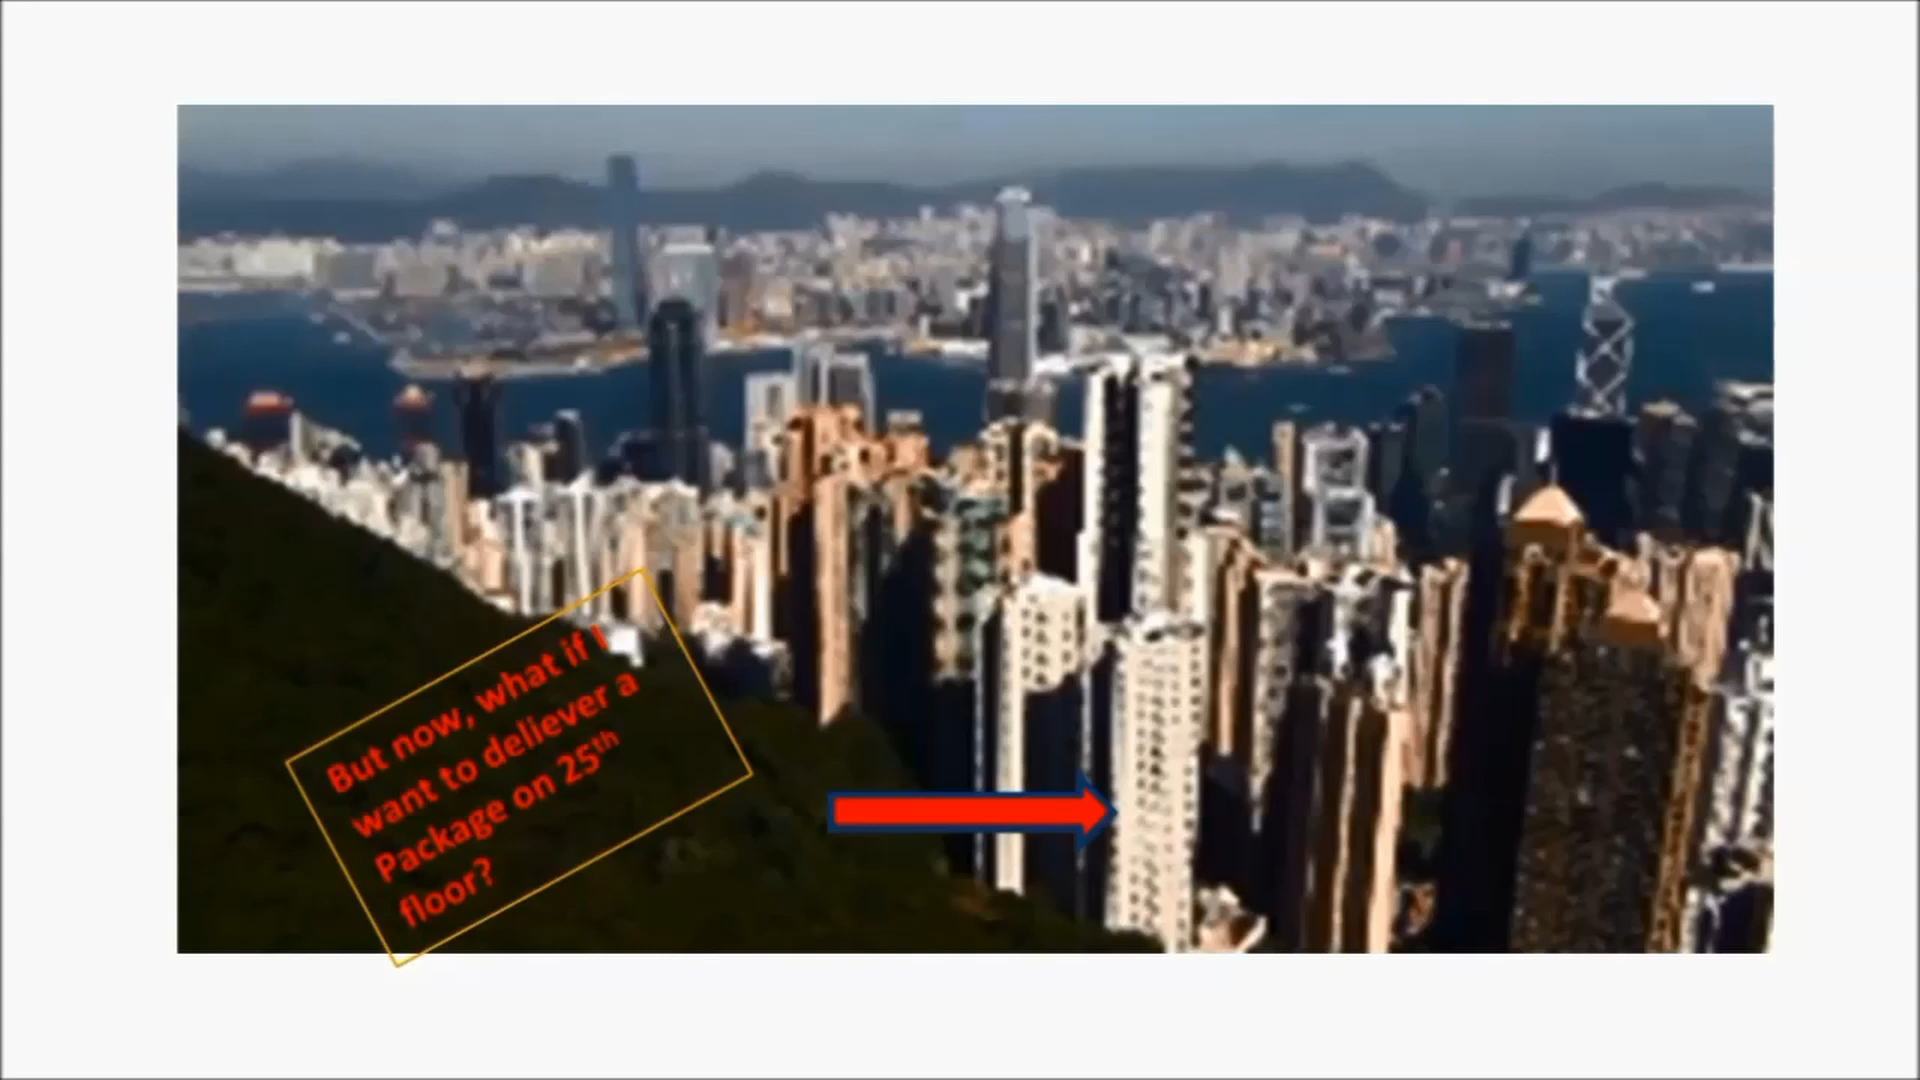 But now, what if I
want to deliever a
Package on 25th
floor?